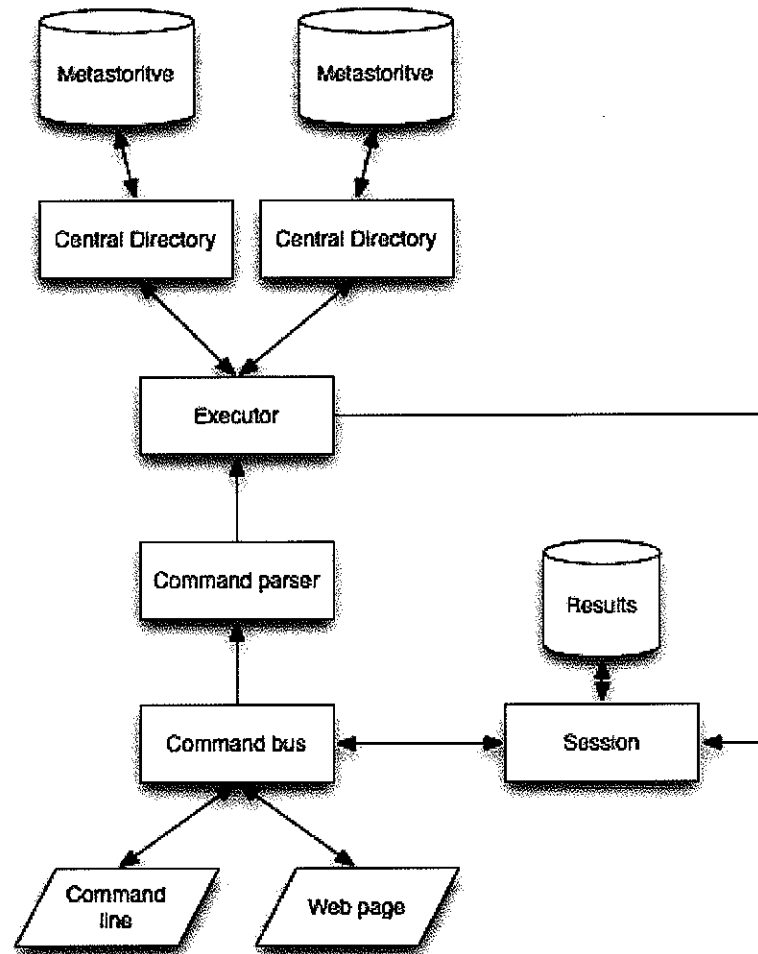 Metastoritve
Metastoritve
Central Directory
Central Directory
Executor
Command parser
Results
Command bus
Session
Command
line
Web page